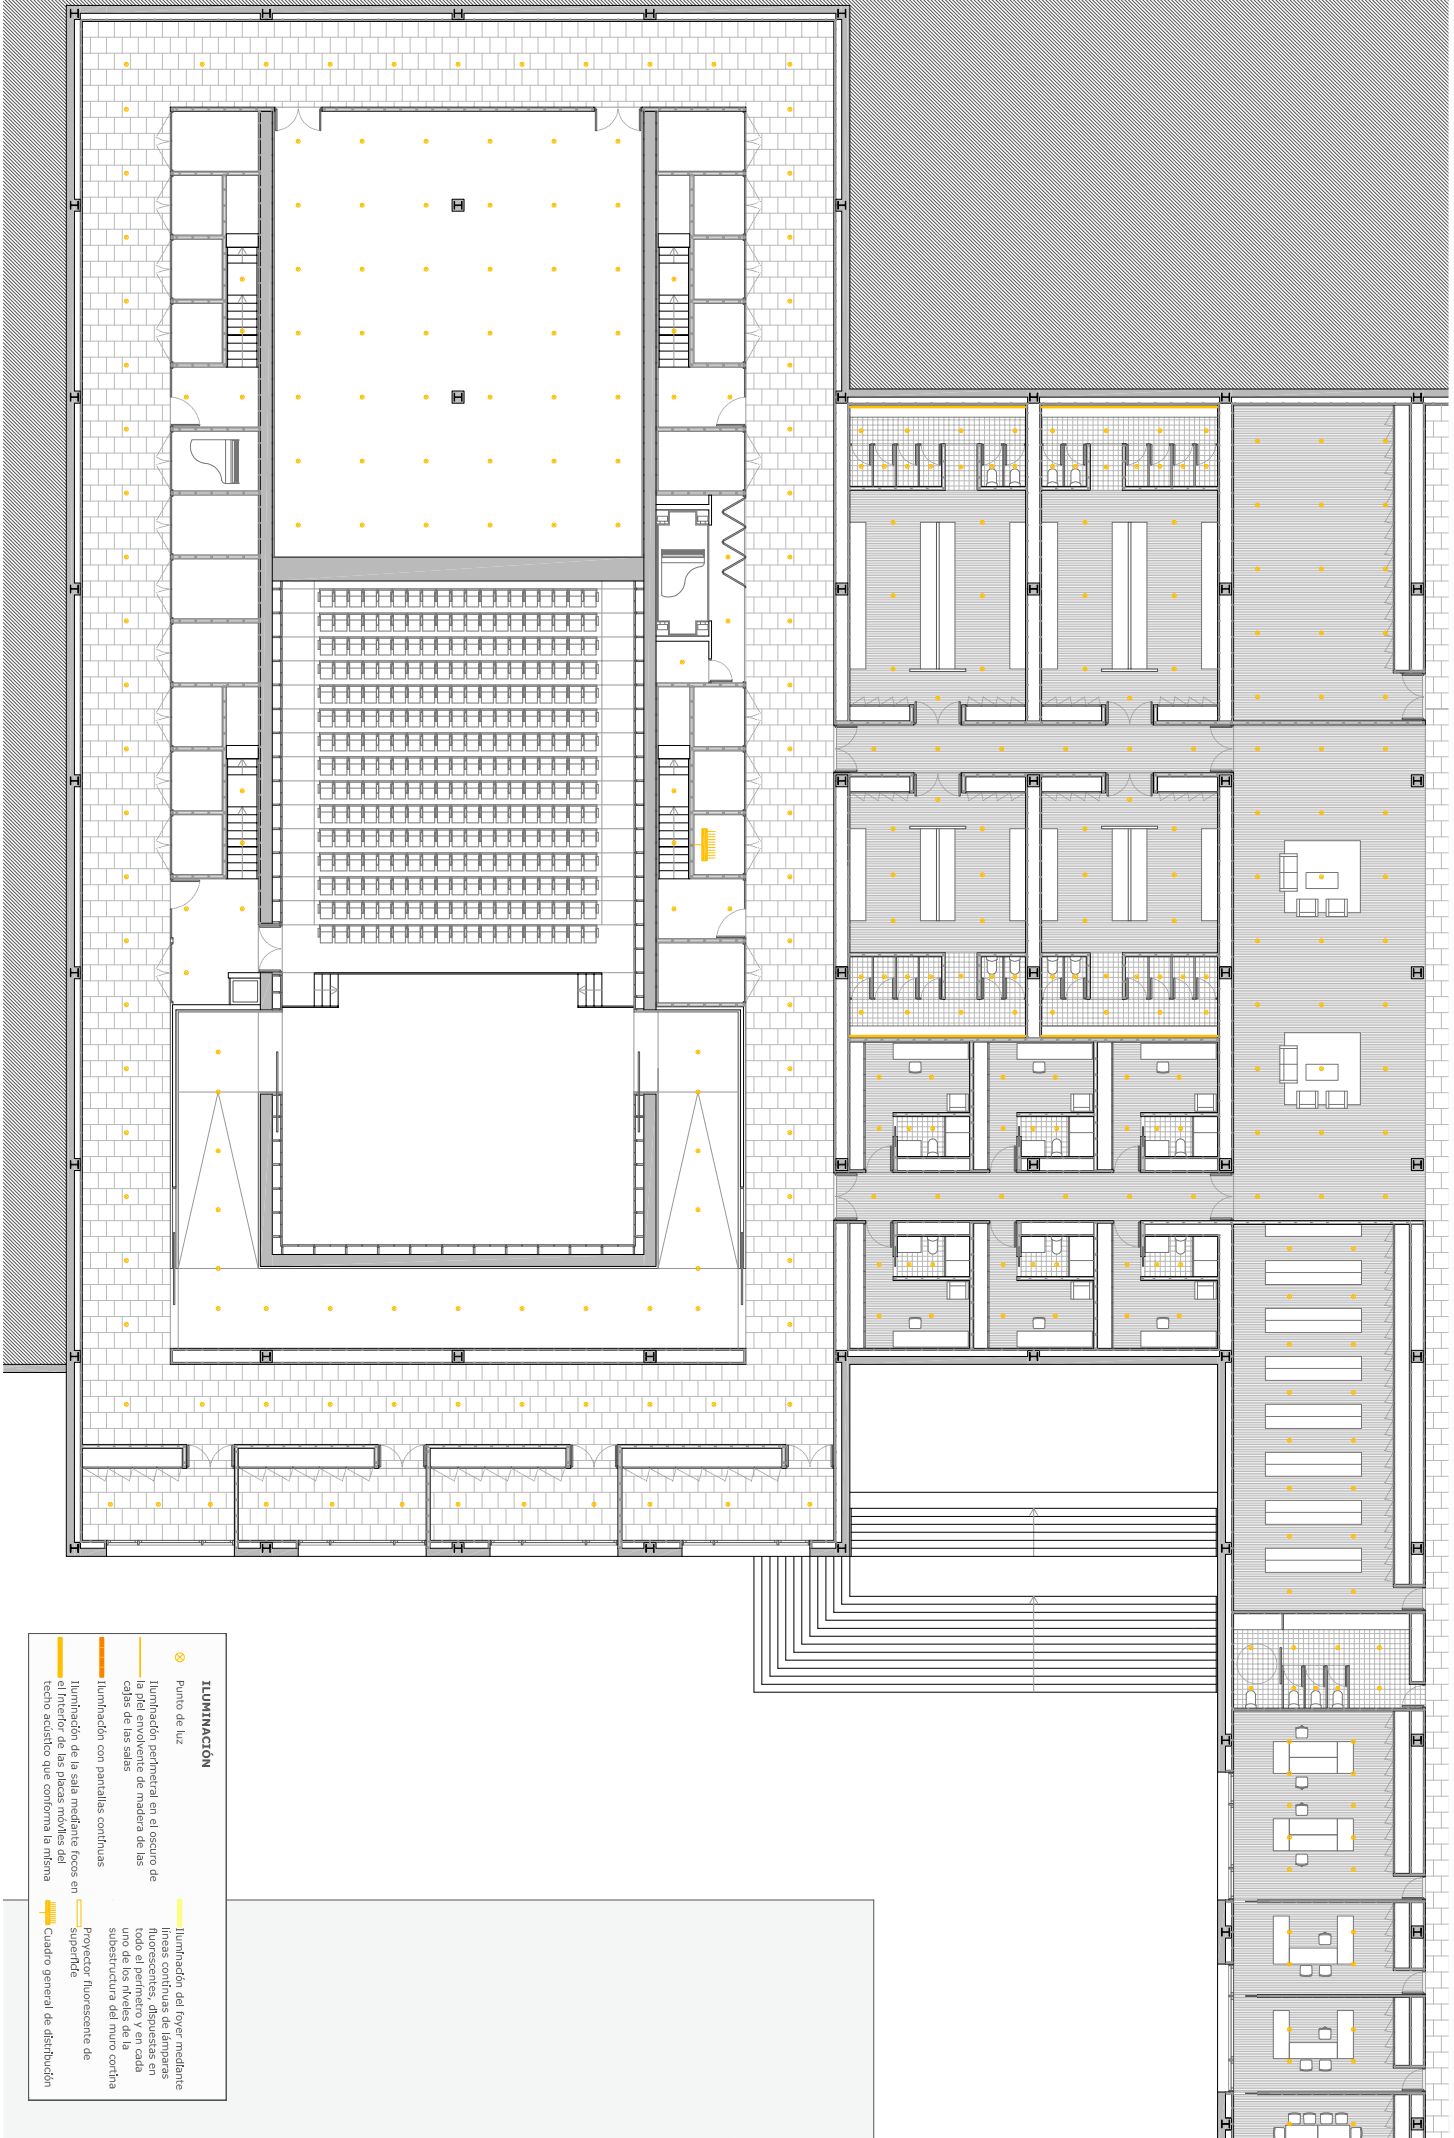 ILUMINACIÓN
Punto de luz
Iluminación perimetral en el oscuro de
la piel envolvente de madera de las
cajas de las salas
Iluminación con pantallas continuas
Iluminación de la sala mediante focos en
el interior de las placas móviles del
techo acústico que conforma la misma
Iluminación del foyer mediante
líneas continuas de lámparas
fluorescentes, dispuestas en
todo el perímetro y en cada
uno de los niveles de la
subestructura del muro cortina
Proyector fluorescente de
superficie
Cuadro general de distribución